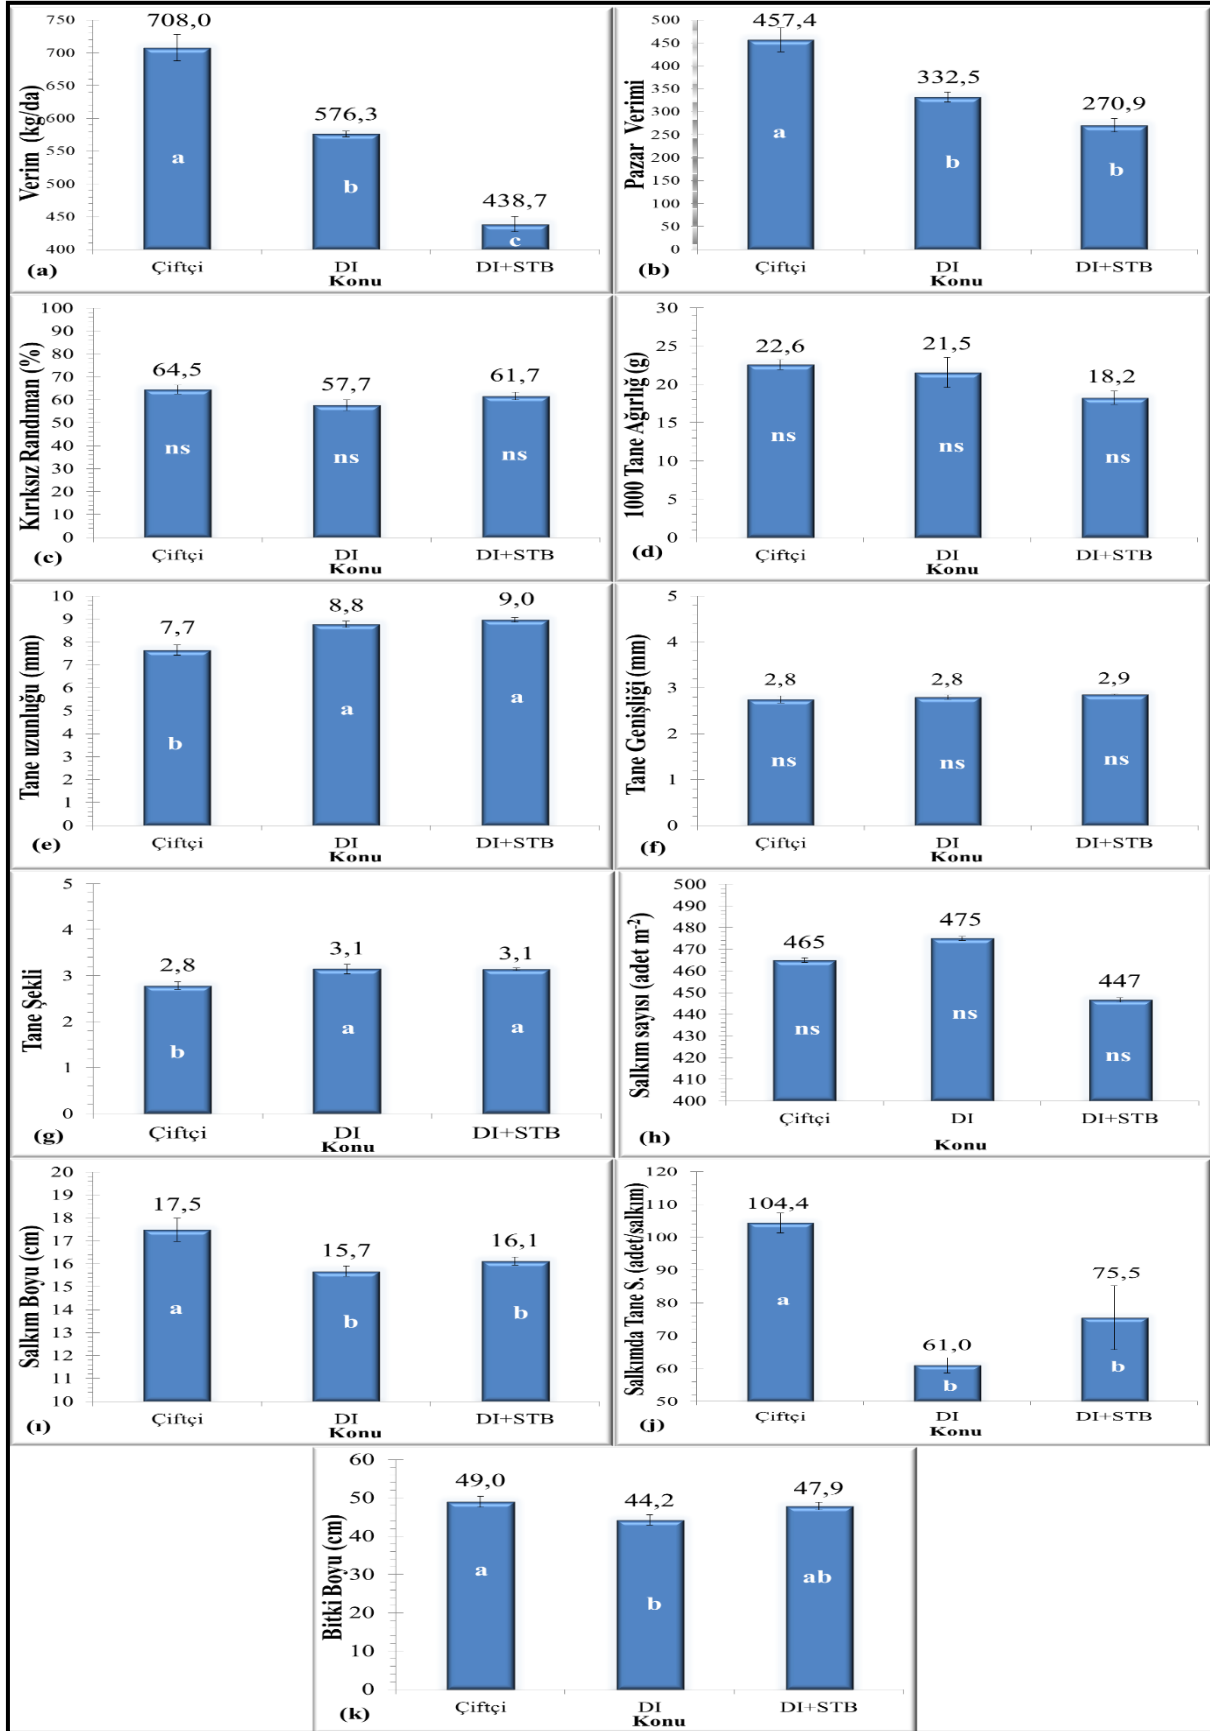 Verim (kg/da)
750
700
650
600
550
500
450
400
708,0
576,3
438,7
a
b
c
Çiftçi DI DI+STB
Konu
(a)
Pazar Verimi
500
450
400
350
300
250
200
150
100
50
0
457,4
332,5
270,9
a
b
b
Çiftçi DI DI+STB
Konu
(b)
Kırıksız Randıman (%)
100
90
80
70
60
50
40
30
20
10
0
64,5
57,7
61,7
ns
ns
ns
Çiftçi DI DI+STB
Konu
(c)
1000 Tane Ağırlığ (g)
30
25
20
15
10
5
0
22,6
21,5
18,2
ns
ns
ns
Çiftçi DI DI+STB
Konu
(d)
Tane uzunluğu (mm)
10
9
8
7
6
5
4
3
2
1
0
7,7
8,8
9,0
b
a
a
Çiftçi DI DI+STB
Konu
(e)
Tane Genişliği (mm)
5
4
3
2
1
0
2,8
2,8
2,9
ns
ns
ns
Çiftçi DI DI+STB
Konu
(f)
Tane Şekli
5
4
3
2
1
0
2,8
3,1
3,1
b
a
a
Çiftçi DI DI+STB
Konu
(g)
Salkım sayısı (adet m-2)
500
490
480
470
460
450
440
430
420
410
400
465
475
447
ns
ns
ns
Çiftçi DI DI+STB
Konu
(h)
Salkım Boyu (cm)
20
19
18
17
16
15
14
13
12
11
10
17,5
15,7
16,1
a
b
b
Çiftçi DI DI+STB
Konu
(ı)
Salkımda Tane S. (adet/salkım)
120
110
100
90
80
70
60
50
104,4
61,0
75,5
a
b
b
Çiftçi DI DI+STB
Konu
(j)
Bitki Boyu (cm)
60
50
40
30
20
10
0
49,0
44,2
47,9
a
b
ab
Çiftçi DI DI+STB
Konu
(k)